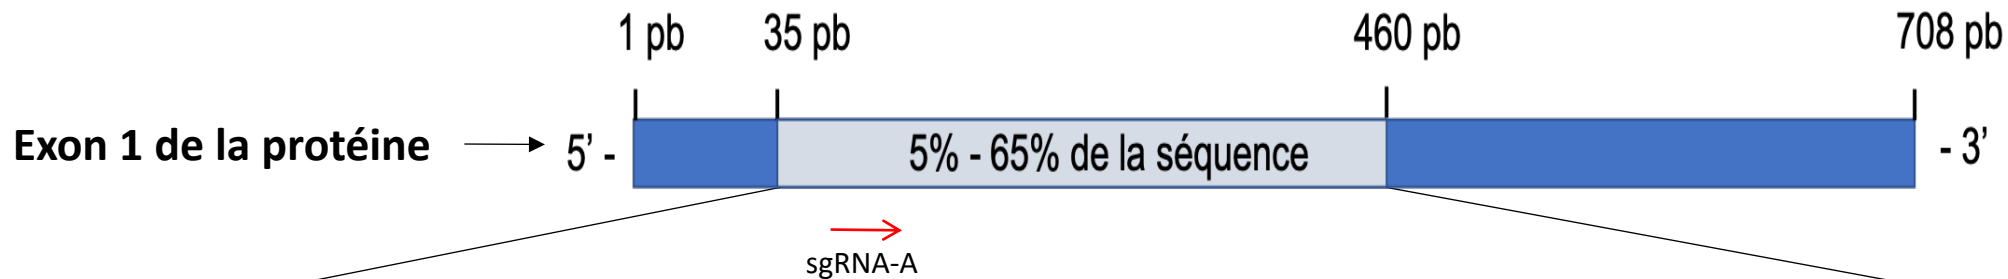 1 pb 35 pb 460 pb 708 pb
Exon 1 de la protéine 5' - 5% - 65% de la séquence - 3'
sgRNA-A